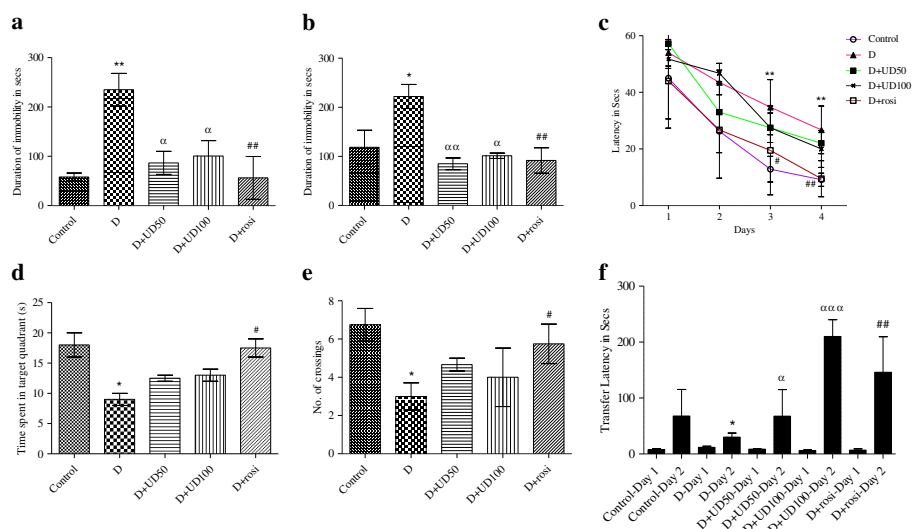 a
Duration of immobility in secs
300
200
100
0
**
α
α
##
Control
D
D+UD50
D+UD100
D+rosi
b
Duration of immobility in secs
300
200
100
0
*
αα
α
##
Control
D
D+UD50
D+UD100
D+rosi
c
Latency in Secs
60
40
20
0
**
**
#
##
1
2
3
4
Days
Control
D
D+UD50
D+UD100
D+rosi
d
Time spent in target quadrant (s)
25
20
15
10
5
0
*
#
Control
D
D+UD50
D+UD100
D+rosi
e
No. of crossings
8
6
4
2
0
*
#
Control
D
D+UD50
D+UD100
D+rosi
f
Transfer Latency in Secs
300
200
100
0
*
α
ααα
##
Control-Day 1
Control-Day 2
D-Day 1
D-Day 2
D+UD50-Day 1
D+UD50-Day 2
D+UD100-Day 1
D+UD100-Day 2
D+rosi-Day 1
D+rosi-Day 2